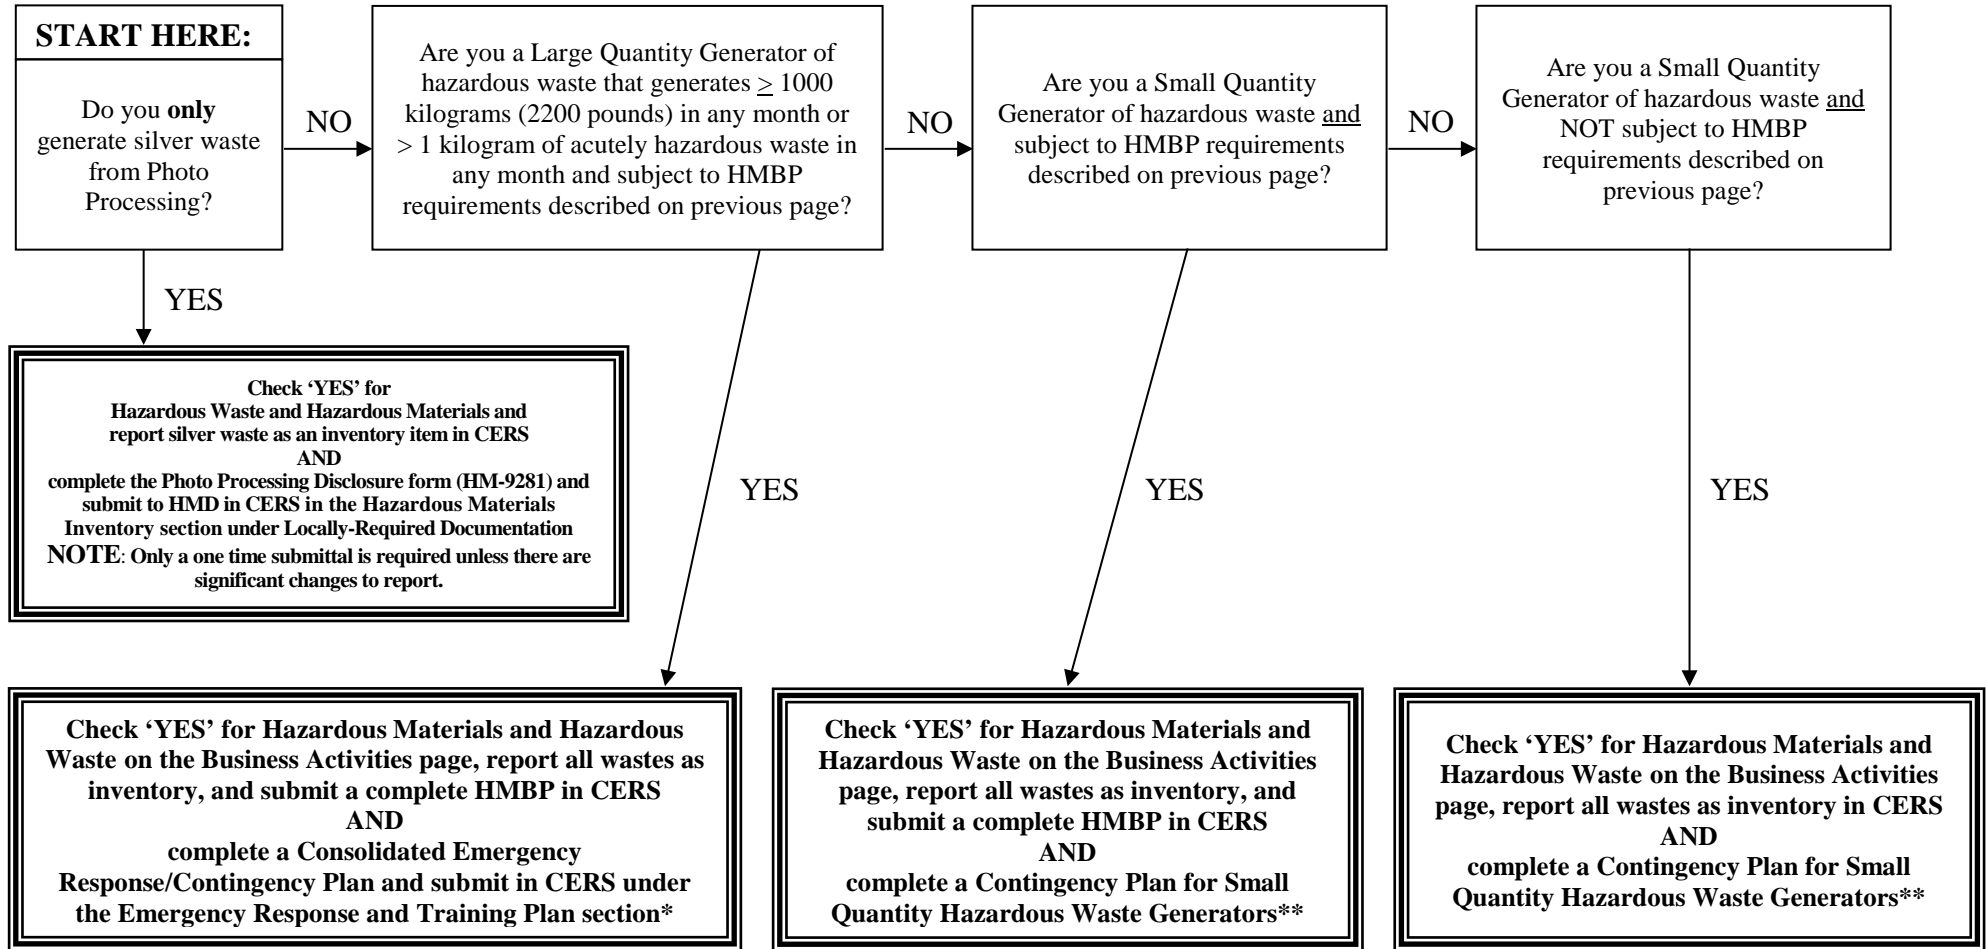 START HERE:
Do you only
generate silver waste
from Photo
Processing?
NO
Are you a Large Quantity Generator of
hazardous waste that generates > 1000
kilograms (2200 pounds) in any month or
> 1 kilogram of acutely hazardous waste in
any month and subject to HMBP
requirements described on previous page?
NO
Are you a Small Quantity
Generator of hazardous waste and
subject to HMBP requirements
described on previous page?
NO
Are you a Small Quantity
Generator of hazardous waste and
NOT subject to HMBP
requirements described on
previous page?
YES
Check ‘YES’ for
Hazardous Waste and Hazardous Materials and
report silver waste as an inventory item in CERS
AND
complete the Photo Processing Disclosure form (HM-9281) and
submit to HMD in CERS in the Hazardous Materials
Inventory section under Locally-Required Documentation
NOTE: Only a one time submittal is required unless there are
significant changes to report.
YES
YES
YES
Check ‘YES’ for Hazardous Materials and Hazardous
Waste on the Business Activities page, report all wastes as
inventory, and submit a complete HMBP in CERS
AND
complete a Consolidated Emergency
Response/Contingency Plan and submit in CERS under
the Emergency Response and Training Plan section*
Check ‘YES’ for Hazardous Materials and
Hazardous Waste on the Business Activities
page, report all wastes as inventory, and
submit a complete HMBP in CERS
AND
complete a Contingency Plan for Small
Quantity Hazardous Waste Generators**
Check ‘YES’ for Hazardous Materials and
Hazardous Waste on the Business Activities
page, report all wastes as inventory in CERS
AND
complete a Contingency Plan for Small
Quantity Hazardous Waste Generators**